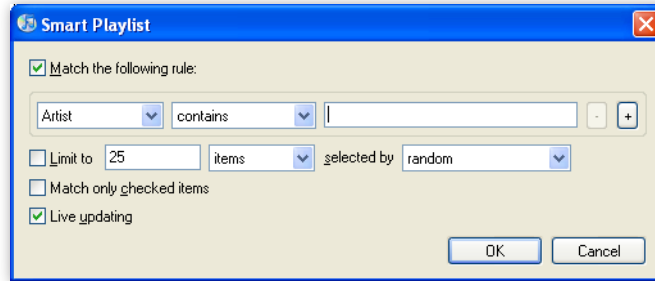 Smart Playlist
Match the following rule:
Artist contains - +
Limit to 25 items selected by random
Match only checked items
Live updating
OK Cancel